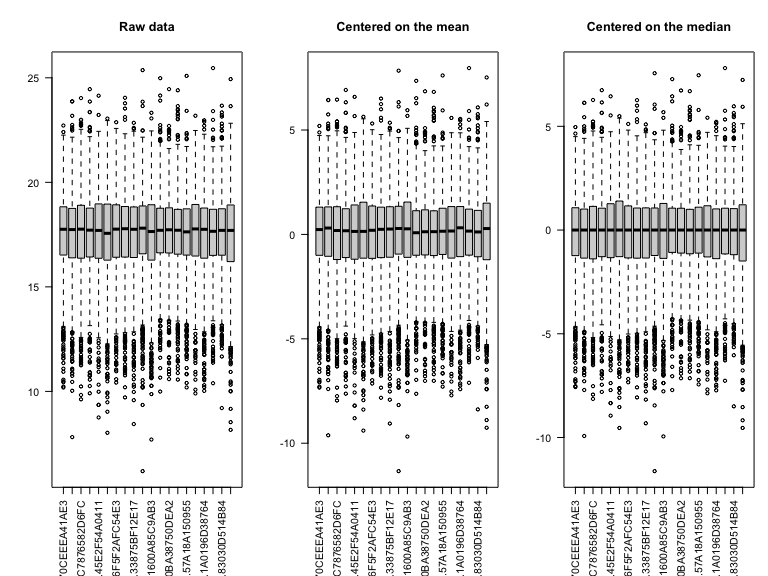 Raw data
Centered on the mean
Centered on the median
25
20
15
10
5
0
-5
-10
5
0
-5
-10
70CEEEA41AE3
C7876582D6FC
.45E2F54A0411
6F5F2AFC54E3
.33875BF12E17
1600A85C9AB3
0BA38750DEA2
.57A18A150955
.1A0196D38764
.83030D514B84
70CEEEA41AE3
C7876582D6FC
.45E2F54A0411
6F5F2AFC54E3
.33875BF12E17
1600A85C9AB3
0BA38750DEA2
.57A18A150955
.1A0196D38764
.83030D514B84
70CEEEA41AE3
C7876582D6FC
.45E2F54A0411
6F5F2AFC54E3
.33875BF12E17
1600A85C9AB3
0BA38750DEA2
.57A18A150955
.1A0196D38764
.83030D514B84